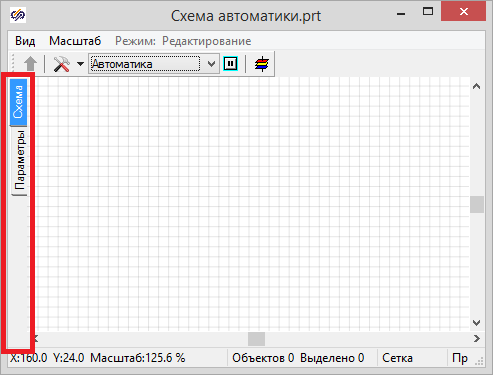 Схема автоматики.prt
Вид Масштаб Режим: Редактирование
Автоматика
Схема
Параметры
X:160.0 Y:24.0 Масштаб:125.6 % Объектов 0 Выделено 0 Сетка Пр